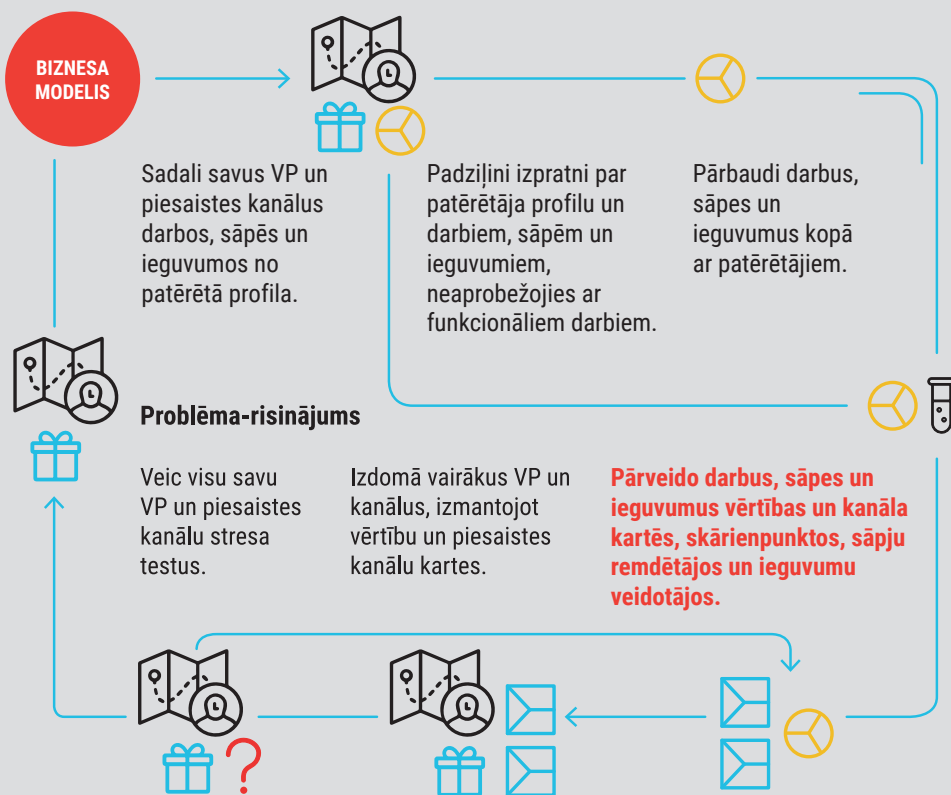 BIZNESA
MODELIS
Sadali savus VP un
piesaistes kanālus
darbos, sāpēs un
ieguvumos no
patērētā profila.
Padziļini izpratni par
patērētāja profilu un
darbiem, sāpēm un
ieguvumiem,
neaprobežojies ar
funkcionāliem darbiem.
Pārbaudi darbus,
sāpes un
ieguvumus kopā
ar patērētājiem.
Problēma-risinājums
Veic visu savu
VP un piesaistes
kanālu stresa
testus.
Izdomā vairākus VP un
kanālus, izmantojot
vērtību un piesaistes
kanālu kartes.
Pārveido darbus, sāpes un
ieguvumus vērtības un kanāla
kartēs, skārienpunktos, sāpju
remdētājos un ieguvumu
veidotājos.